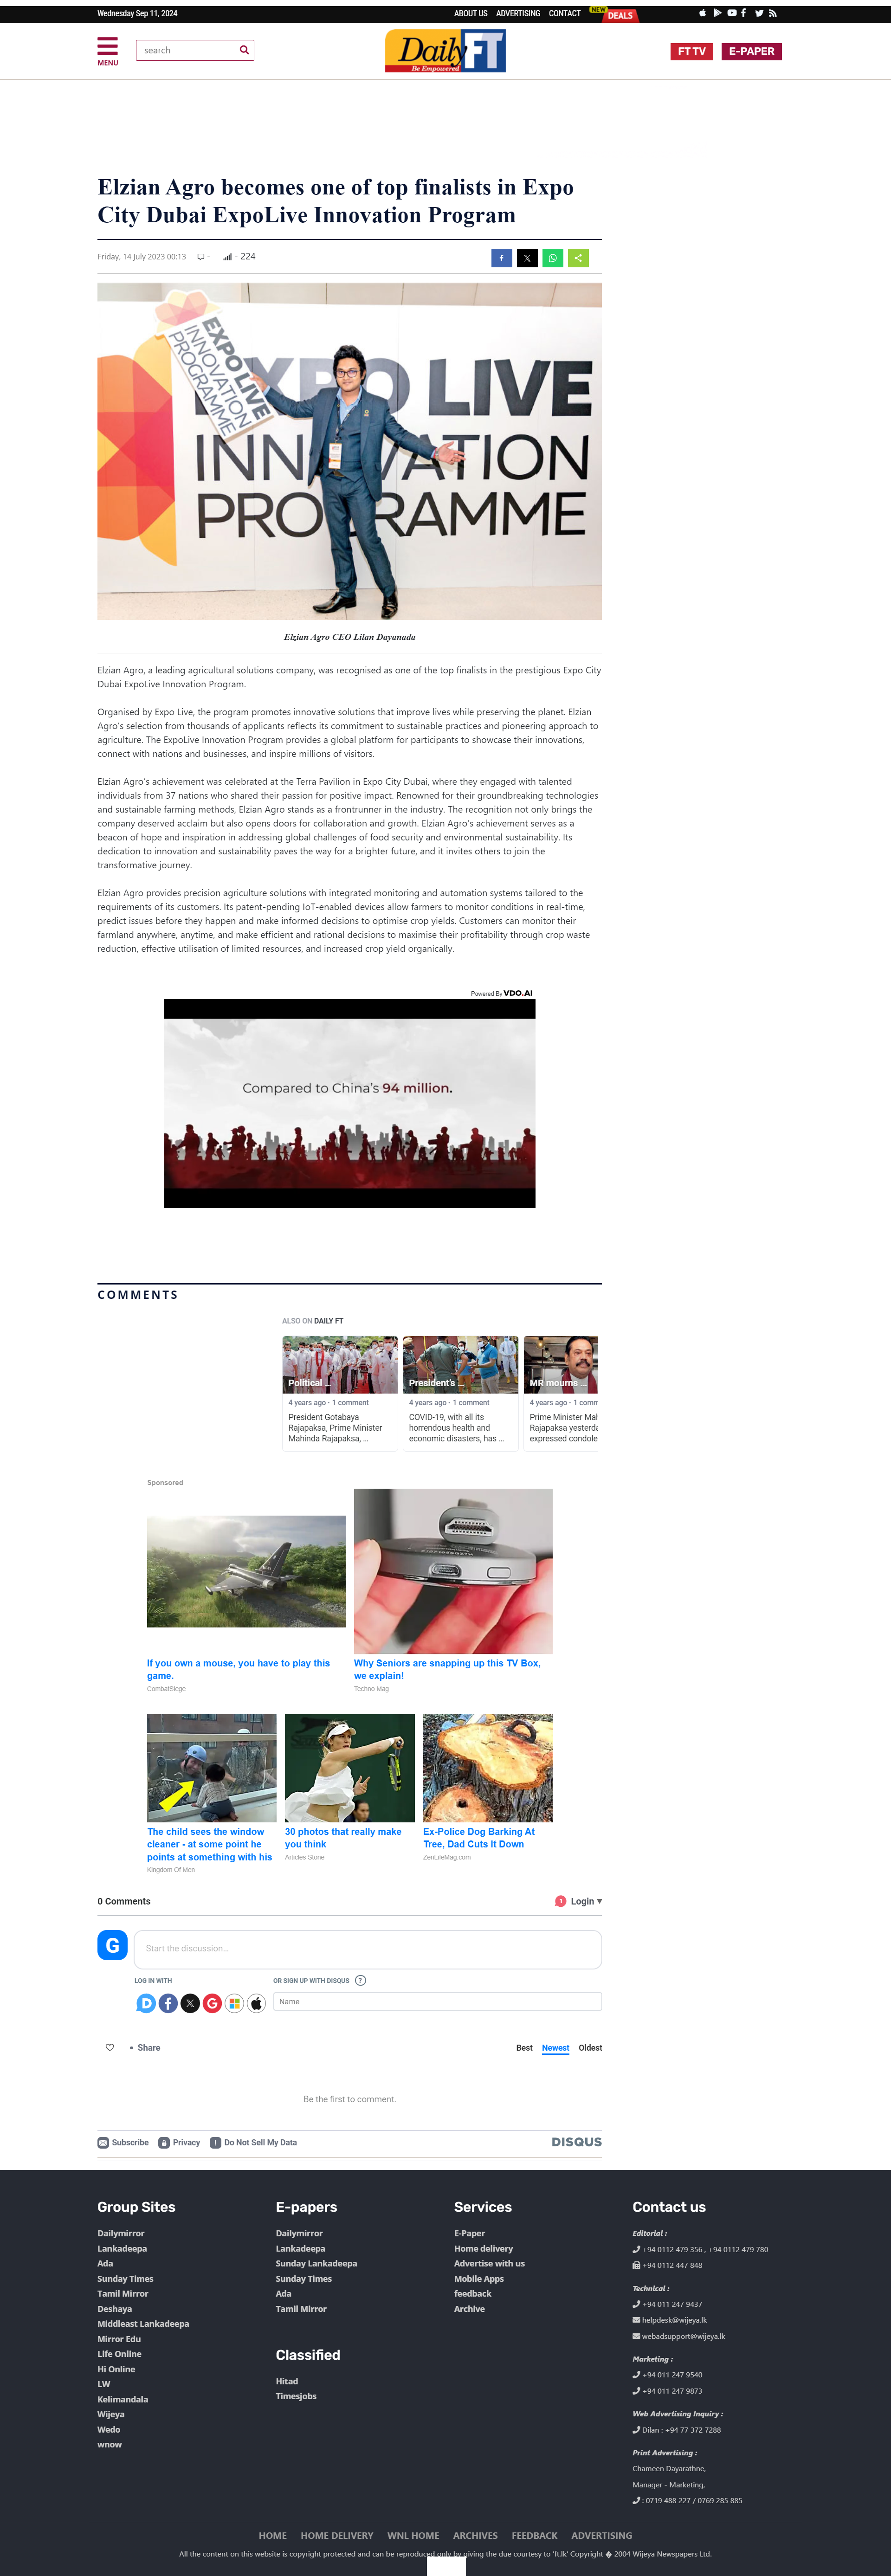 Wednesday Sep 11, 2024
ABOUT US ADVERTISING CONTACT NEW DEALS
MENU
search
Daily FT
Be Empowered
FT TV E-PAPER
Elzian Agro becomes one of top finalists in Expo
City Dubai ExpoLive Innovation Program
Friday, 14 July 2023 00:13 - - 224
EXPO LIVE
INNOVATION
PROGRAMME
EXPO LIVE
INNOVATION
PROGRAMME
Elzian Agro CEO Lilan Dayanada
Elzian Agro, a leading agricultural solutions company, was recognised as one of the top finalists in the prestigious Expo City
Dubai ExpoLive Innovation Program.
Organised by Expo Live, the program promotes innovative solutions that improve lives while preserving the planet. Elzian
Agro's selection from thousands of applicants reflects its commitment to sustainable practices and pioneering approach to
agriculture. The ExpoLive Innovation Program provides a global platform for participants to showcase their innovations,
connect with nations and businesses, and inspire millions of visitors.
Elzian Agro's achievement was celebrated at the Terra Pavilion in Expo City Dubai, where they engaged with talented
individuals from 37 nations who shared their passion for positive impact. Renowned for their groundbreaking technologies
and sustainable farming methods, Elzian Agro stands as a frontrunner in the industry. The recognition not only brings the
company deserved acclaim but also opens doors for collaboration and growth. Elzian Agro's achievement serves as a
beacon of hope and inspiration in addressing global challenges of food security and environmental sustainability. Its
dedication to innovation and sustainability paves the way for a brighter future, and it invites others to join the
transformative journey.
Elzian Agro provides precision agriculture solutions with integrated monitoring and automation systems tailored to the
requirements of its customers. Its patent-pending IoT-enabled devices allow farmers to monitor conditions in real-time,
predict issues before they happen and make informed decisions to optimise crop yields. Customers can monitor their
farmland anywhere, anytime, and make efficient and rational decisions to maximise their profitability through crop waste
reduction, effective utilisation of limited resources, and increased crop yield organically.
Powered By VDO.AI
Compared to China's 94 million.
COMMENTS
ALSO ON DAILY FT
Political ...
4 years ago · 1 comment
President Gotabaya
Rajapaksa, Prime Minister
Mahinda Rajapaksa, ...
President's ...
4 years ago · 1 comment
COVID-19, with all its
horrendous health and
economic disasters, has ...
MR mourns ...
4 years ago · 1 comm
Prime Minister Mah
Rajapaksa yesterda
expressed condole
Sponsored
If you own a mouse, you have to play this
game.
CombatSiege
Why Seniors are snapping up this TV Box,
we explain!
Techno Mag
The child sees the window
cleaner - at some point he
points at something with his
Kingdom Of Men
30 photos that really make
you think
Articles Stone
Ex-Police Dog Barking At
Tree, Dad Cuts It Down
ZenLifeMag.com
0 Comments
1 Login
G
Start the discussion...
LOG IN WITH
OR SIGN UP WITH DISQUS ?
Name
• Share
Best Newest Oldest
Be the first to comment.
Subscribe Privacy Do Not Sell My Data
DISQUS
Group Sites
Dailymirror
Lankadeepa
Ada
Sunday Times
Tamil Mirror
Deshaya
Middleast Lankadeepa
Mirror Edu
Life Online
Hi Online
LW
Kelimandala
Wijeya
Wedo
wnow
E-papers
Dailymirror
Lankadeepa
Sunday Lankadeepa
Sunday Times
Ada
Tamil Mirror
Classified
Hitad
Timesjobs
Services
E-Paper
Home delivery
Advertise with us
Mobile Apps
feedback
Archive
Contact us
Editorial :
+94 0112 479 356 , +94 0112 479 780
+94 0112 447 848
Technical :
+94 011 247 9437
helpdesk@wijeya.lk
webadsupport@wijeya.lk
Marketing :
+94 011 247 9540
+94 011 247 9873
Web Advertising Inquiry :
Dilan : +94 77 372 7288
Print Advertising :
Chameen Dayarathne,
Manager - Marketing,
: 0719 488 227 / 0769 285 885
HOME HOME DELIVERY WNL HOME ARCHIVES FEEDBACK ADVERTISING
All the content on this website is copyright protected and can be reproduced only by giving the due courtesy to 'ft.lk' Copyright � 2004 Wijeya Newspapers Ltd.